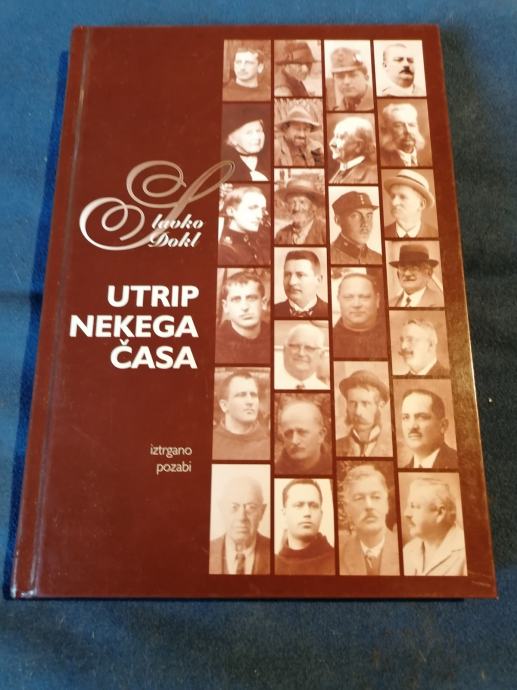 Slavko
Dokl
UTRIP
NEKEGA
ČASA
iztrgano
pozabi